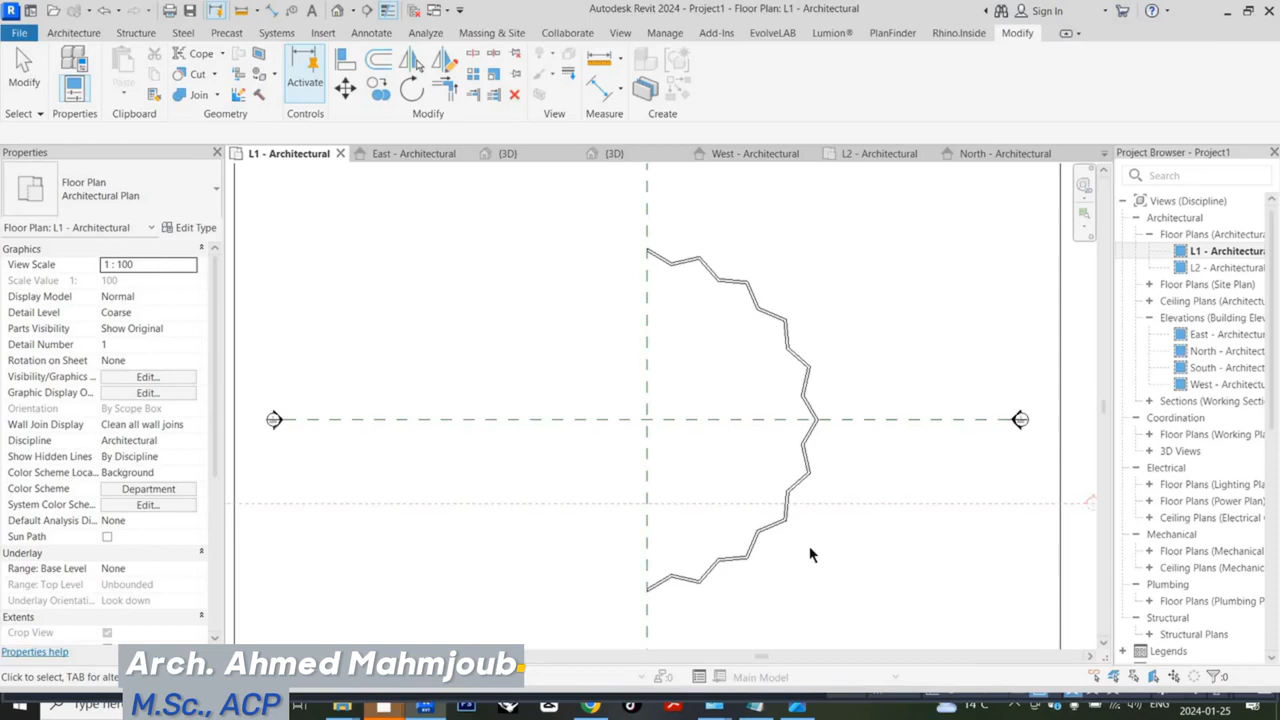 Autodesk Revit 2024 - Project1 - Floor Plan: L1 - Architectural
Sign In
File Architecture Structure Steel Precast Systems Insert Annotate Analyze Massing & Site Collaborate View Manage Add-Ins EvolveLAB Lumion® PlanFinder Rhino.Inside Modify
Modify
Paste
Cope
Cut
Join
Activate
Select Properties Clipboard Geometry Controls Modify View Measure Create
Properties
L1 - Architectural East - Architectural (3D) (3D) West - Architectural L2 - Architectural North - Architectural
Project Browser - Project1
Search
Floor Plan
Architectural Plan
Floor Plan: L1 - Architectural
Edit Type
Graphics
View Scale 1 : 100
Scale Value 1: 100
Display Model Normal
Detail Level Coarse
Parts Visibility Show Original
Detail Number 1
Rotation on Sheet None
Visibility/Graphics ... Edit...
Graphic Display O... Edit...
Orientation By Scope Box
Wall Join Display Clean all wall joins
Discipline Architectural
Show Hidden Lines By Discipline
Color Scheme Loca... Background
Color Scheme Department
System Color Sche... Edit...
Default Analysis Di... None
Sun Path
Underlay
Range: Base Level None
Range: Top Level Unbounded
Underlay Orientati... Look down
Extents
Crop View
Properties help
Views (Discipline)
Architectural
Floor Plans (Architectura
L1 - Architectural
L2 - Architectural
Floor Plans (Site Plan)
Ceiling Plans (Architectu
Elevations (Building Elev
East - Architectu
North - Architect
South - Architect
West - Architectu
Sections (Working Secti
Coordination
Floor Plans (Working Pl
3D Views
Electrical
Floor Plans (Lighting Pla
Floor Plans (Power Plan)
Ceiling Plans (Electrical
Mechanical
Floor Plans (Mechanical
Ceiling Plans (Mechanic
Plumbing
Floor Plans (Plumbing P
Structural
Structural Plans
Legends
Arch. Ahmed Mahmjoub
M.Sc., ACP
Click to select, TAB for alte
:0
Main Model
:0
14°C
ENG
2024-01-25